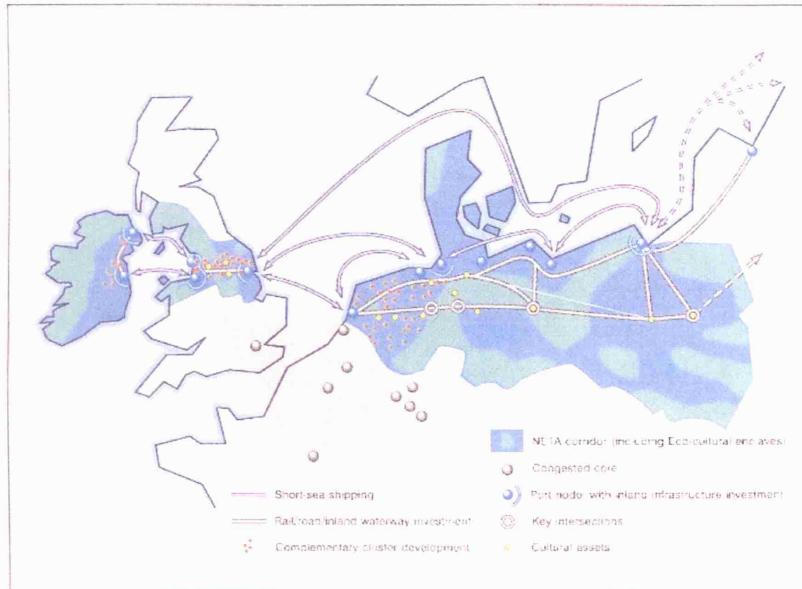 NETA corridor (including Eco-cultural enclaves)
Congested core
Short-sea shipping
Port node, with inland infrastructure investment
Rail/road/inland waterway investment
Key intersections
Complementary cluster development
Cultural assets